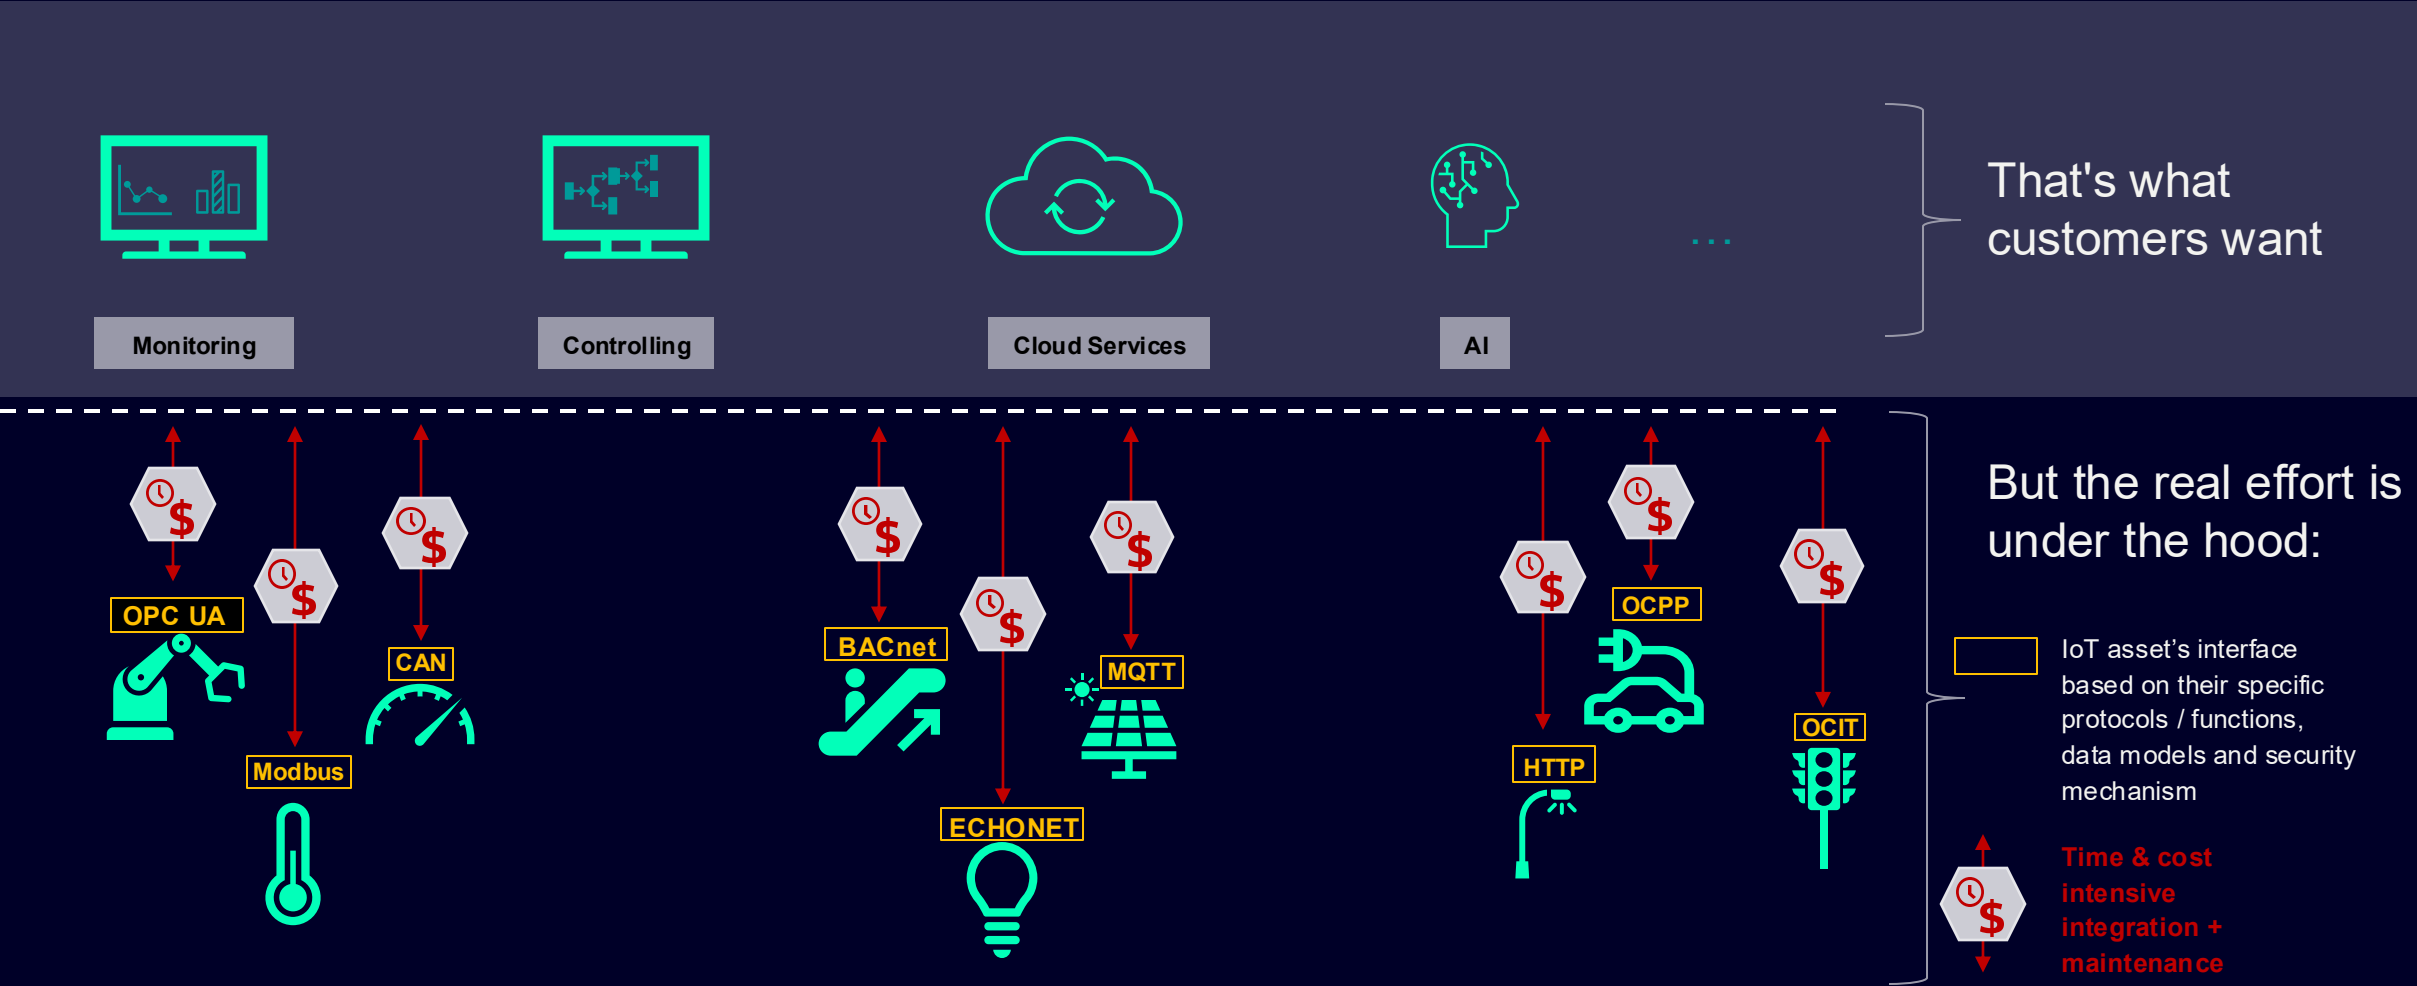 That's what
customers want
Monitoring
Controlling
Cloud Services
AI
...
But the real effort is
under the hood:
OPC UA
Modbus
CAN
BACnet
ECHONET
MQTT
HTTP
OCPP
OCIT
$
$
$
$
$
$
$
$
$
IoT asset’s interface
based on their specific
protocols / functions,
data models and security
mechanism
$
Time & cost
intensive
integration +
maintenance